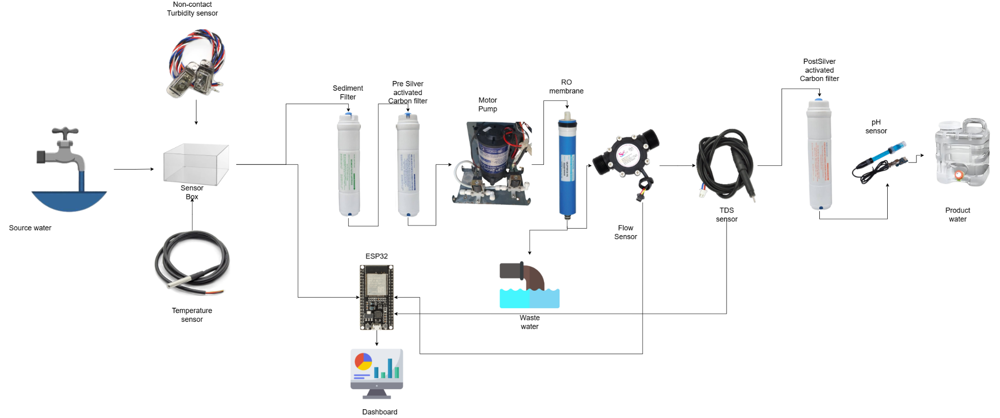 Non-contact
Turbidity sensor
Source water
Sensor
Box
Temperature
sensor
Sediment
Filter
Pre Silver
activated
Carbon filter
Motor
Pump
RO
membrane
Flow
Sensor
TDS
sensor
PostSilver
activated
Carbon filter
pH
sensor
Product
water
ESP32
Waste
water
Dashboard